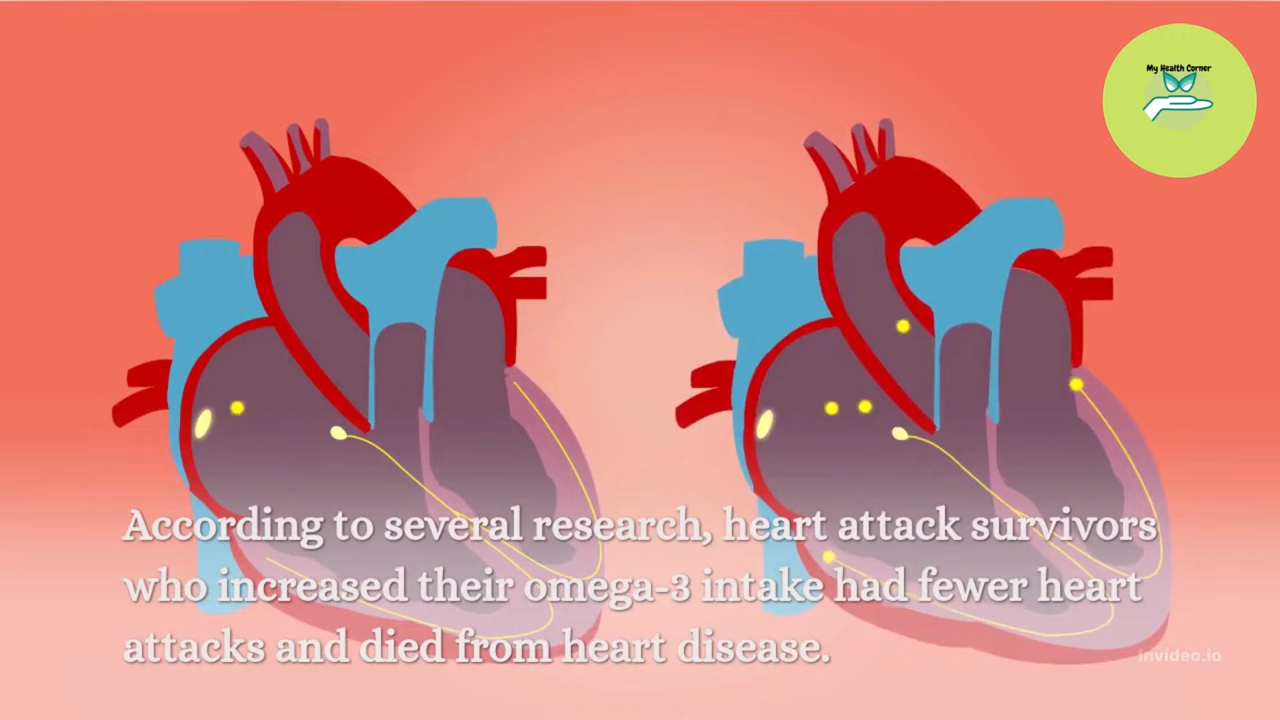 My Health Corner
According to several research, heart attack survivors
who increased their omega-3 intake had fewer heart
attacks and died from heart disease.
invideo.io